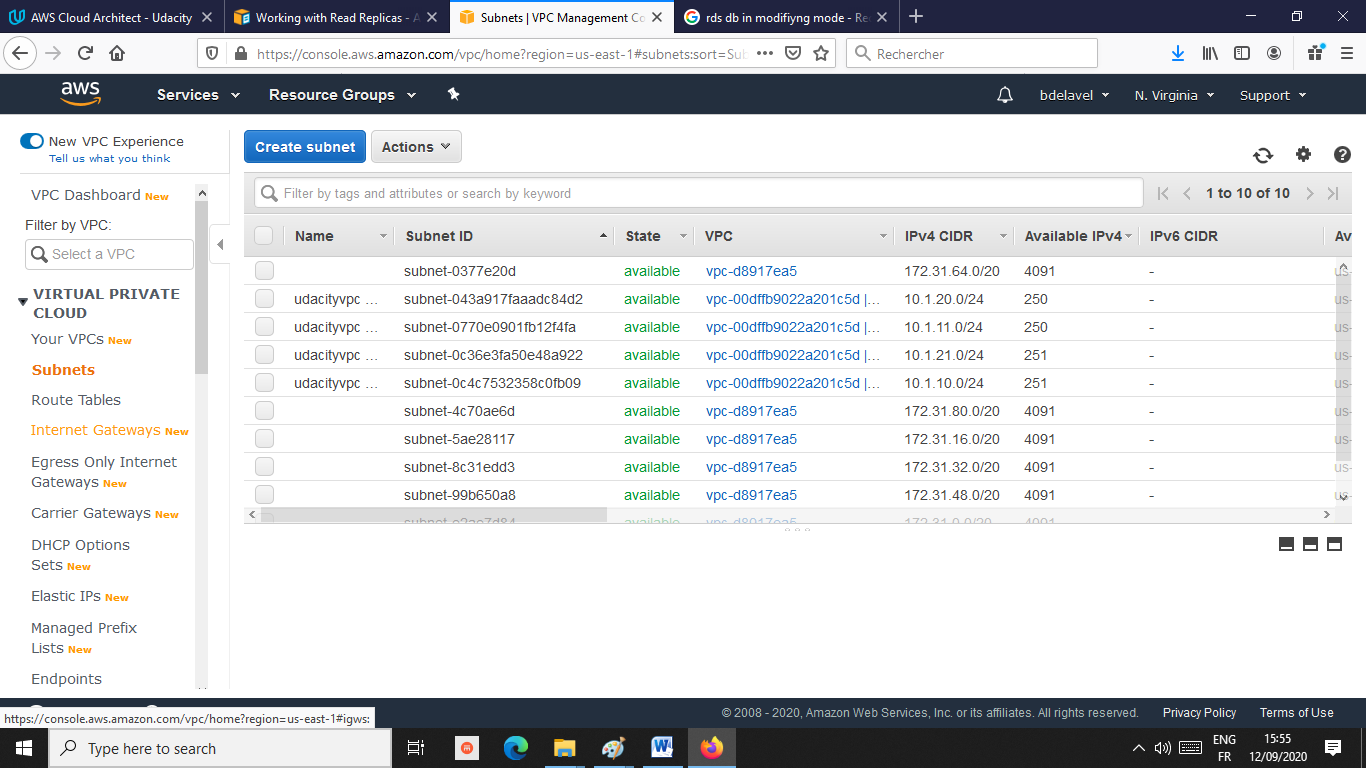 AWS Cloud Architect - Udacity
Working with Read Replicas - A
Subnets | VPC Management Co
rds db in modifiyng mode - Re
https://console.aws.amazon.com/vpc/home?region=us-east-1#subnets:sort=Sub
Rechercher
aws
Services
Resource Groups
bdelavel
N. Virginia
Support
New VPC Experience
Tell us what you think
Create subnet
Actions
VPC Dashboard New
Filter by VPC:
Select a VPC
VIRTUAL PRIVATE
CLOUD
Your VPCs New
Subnets
Route Tables
Internet Gateways New
Egress Only Internet
Gateways New
Carrier Gateways New
DHCP Options
Sets New
Elastic IPs New
Managed Prefix
Lists New
Endpoints
Filter by tags and attributes or search by keyword
1 to 10 of 10
Name Subnet ID State VPC IPv4 CIDR Available IPv4 IPv6 CIDR Av
subnet-0377e20d available vpc-d8917ea5 172.31.64.0/20 4091 - us-
udacityvpc ... subnet-043a917faaadc84d2 available vpc-00dffb9022a201c5d |... 10.1.20.0/24 250 - us-
udacityvpc ... subnet-0770e0901fb12f4fa available vpc-00dffb9022a201c5d |... 10.1.11.0/24 250 - us-
udacityvpc ... subnet-0c36e3fa50e48a922 available vpc-00dffb9022a201c5d |... 10.1.21.0/24 251 - us-
udacityvpc ... subnet-0c4c7532358c0fb09 available vpc-00dffb9022a201c5d |... 10.1.10.0/24 251 - us-
subnet-4c70ae6d available vpc-d8917ea5 172.31.80.0/20 4091 - us-
subnet-5ae28117 available vpc-d8917ea5 172.31.16.0/20 4091 - us-
subnet-8c31edd3 available vpc-d8917ea5 172.31.32.0/20 4091 - us-
subnet-99b650a8 available vpc-d8917ea5 172.31.48.0/20 4091 - us-
available vpc-d8917ea5 172.31.0.0/20 4091
https://console.aws.amazon.com/vpc/home?region=us-east-1#igws:
© 2008 - 2020, Amazon Web Services, Inc. or its affiliates. All rights reserved.
Privacy Policy
Terms of Use
Type here to search
ENG
FR
15:55
12/09/2020